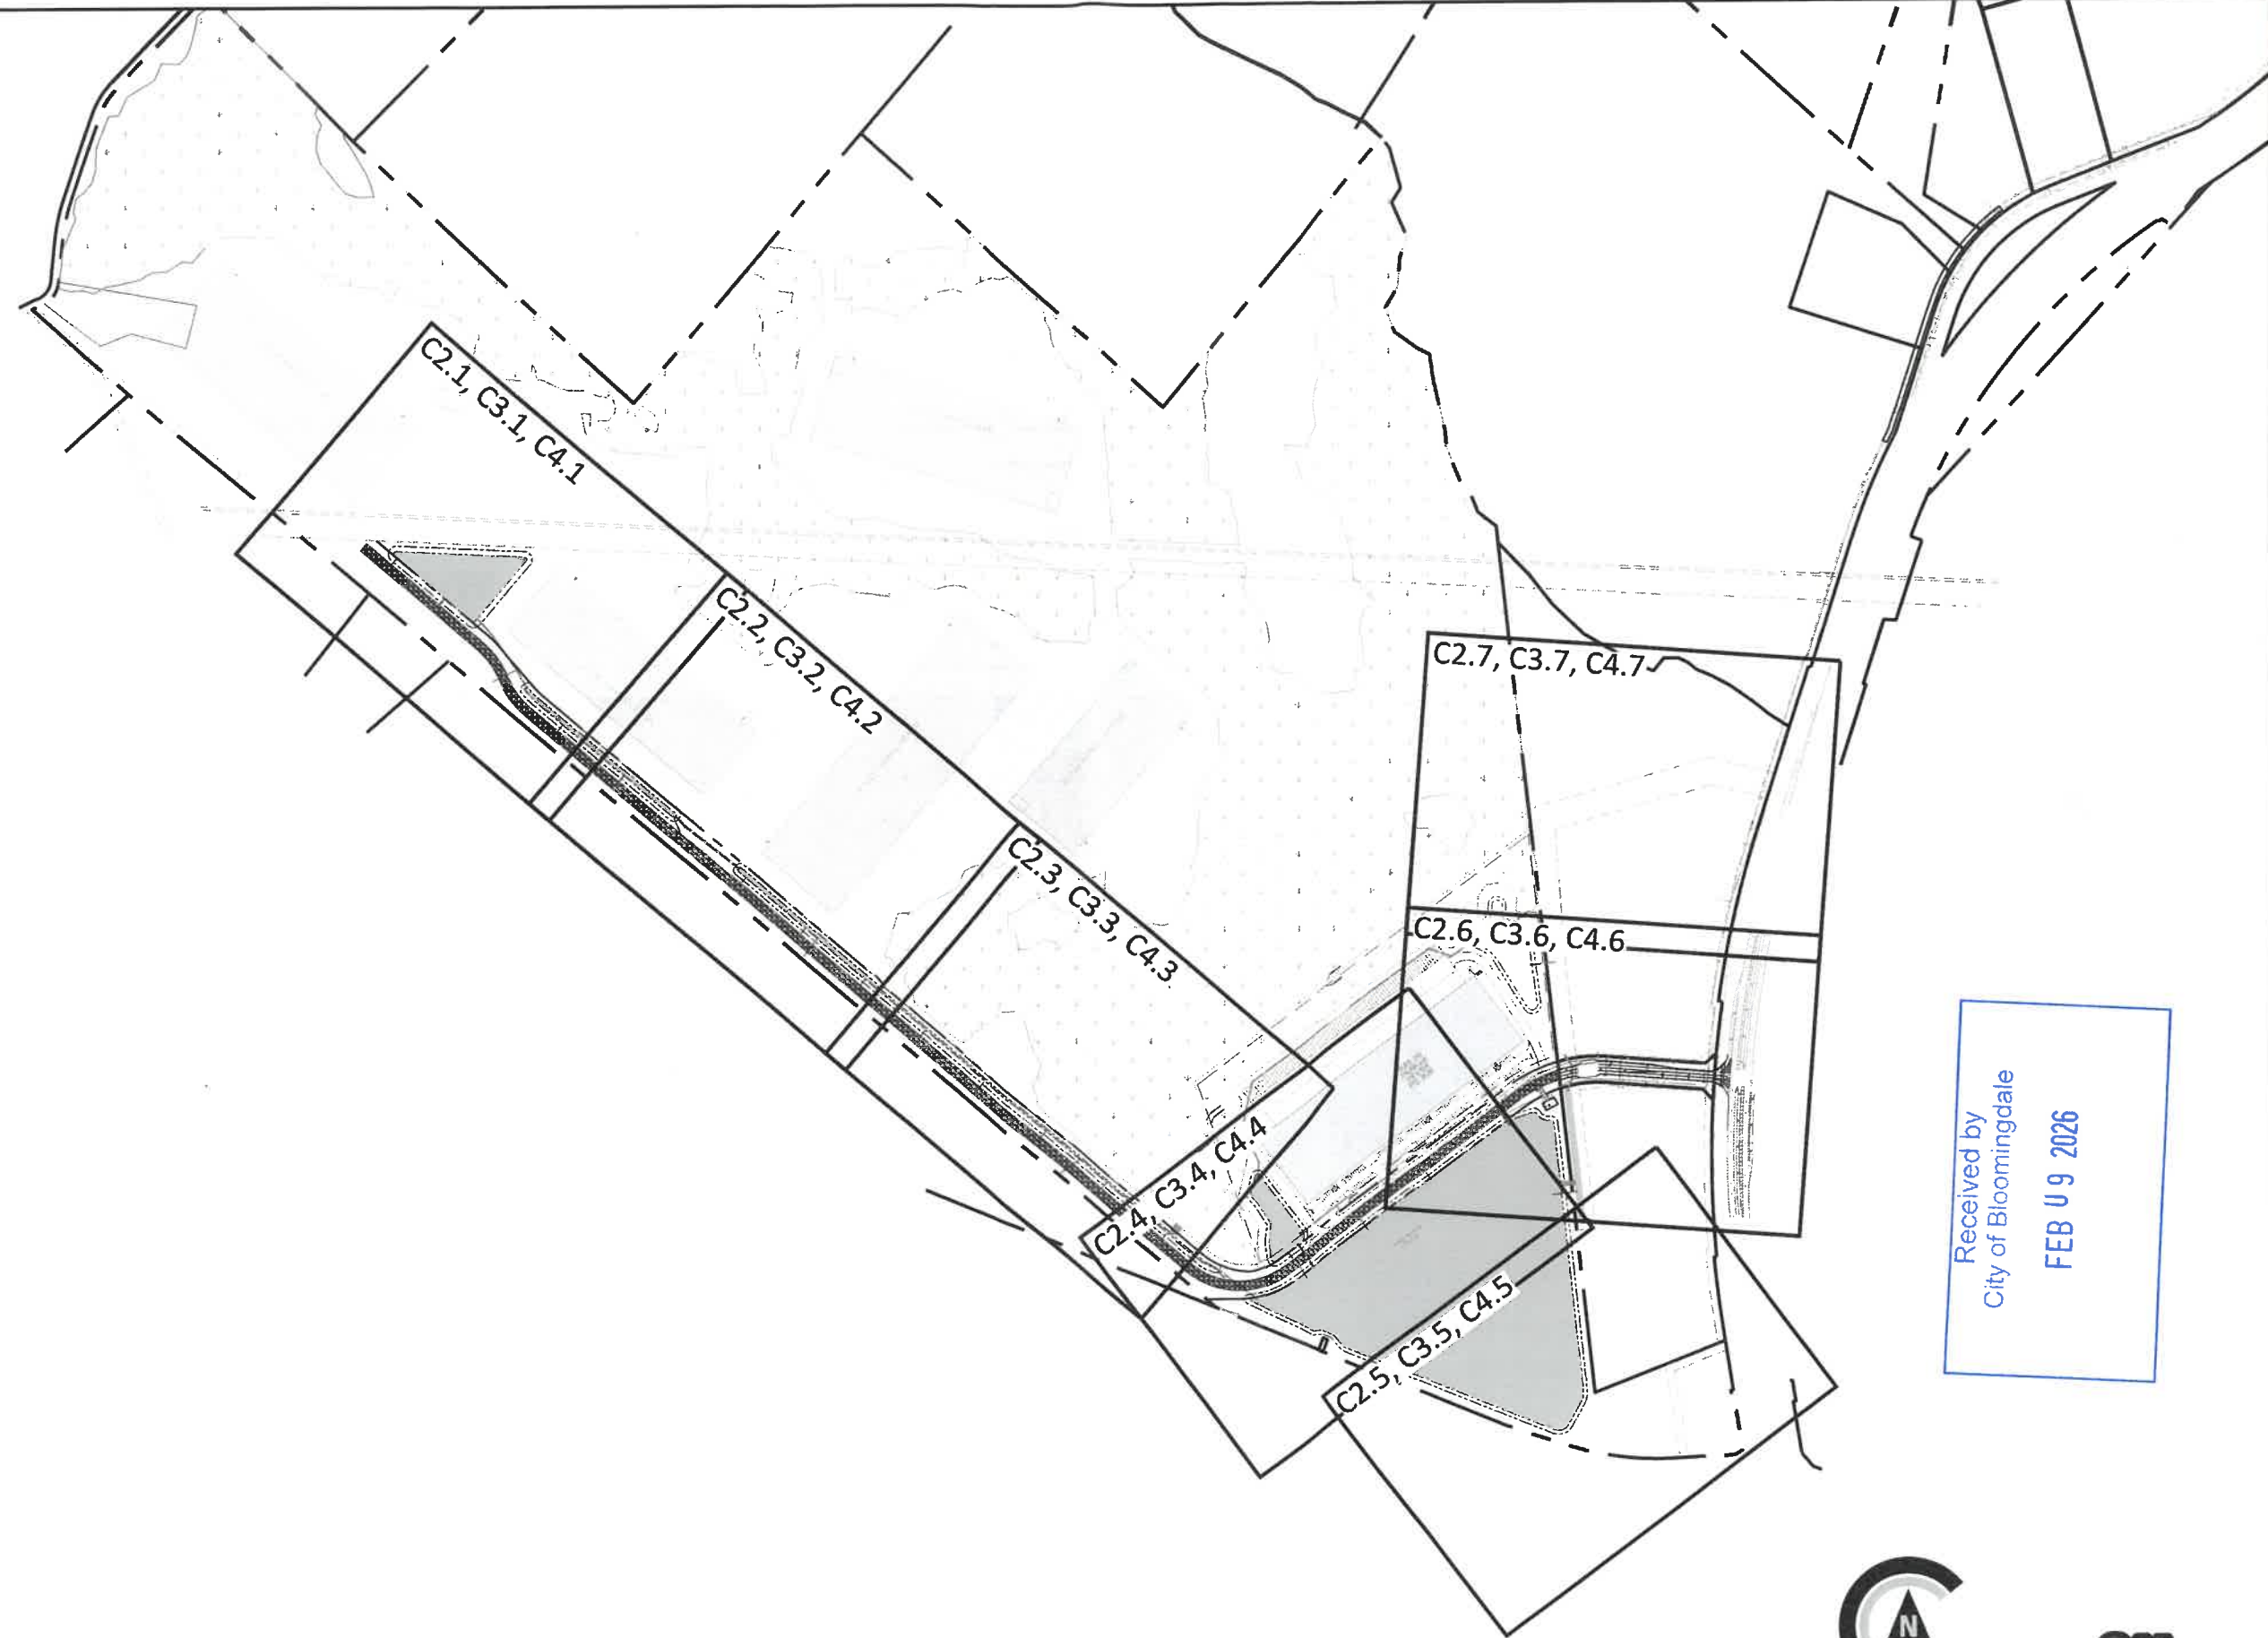 C2.1, C3.1, C4.1
C2.2, C3.2, C4.2
C2.3, C3.3, C4.3
C2.4, C3.4, C4.4
C2.5, C3.5, C4.5
C2.6, C3.6, C4.6
C2.7, C3.7, C4.7
Received by
City of Bloomingdale
FEB 09 2026
N